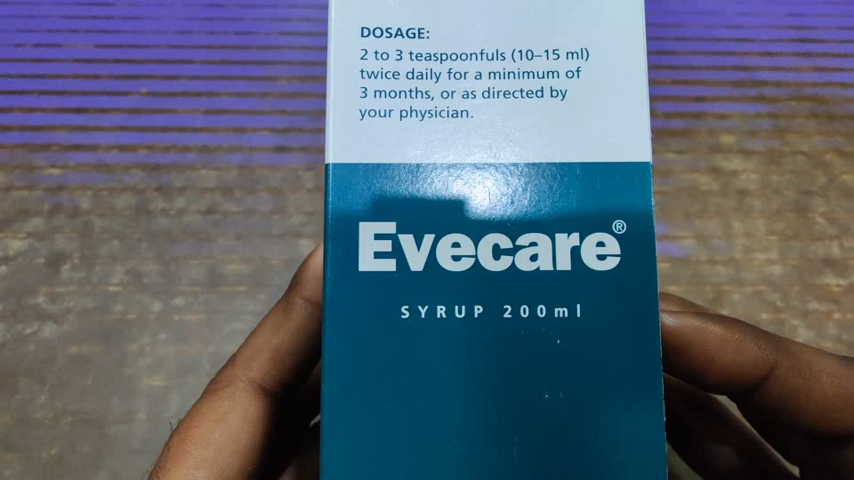 DOSAGE:
2 to 3 teaspoonfuls (10–15 ml)
twice daily for a minimum of
3 months, or as directed by
your physician.
Evecare®
SYRUP 200ml